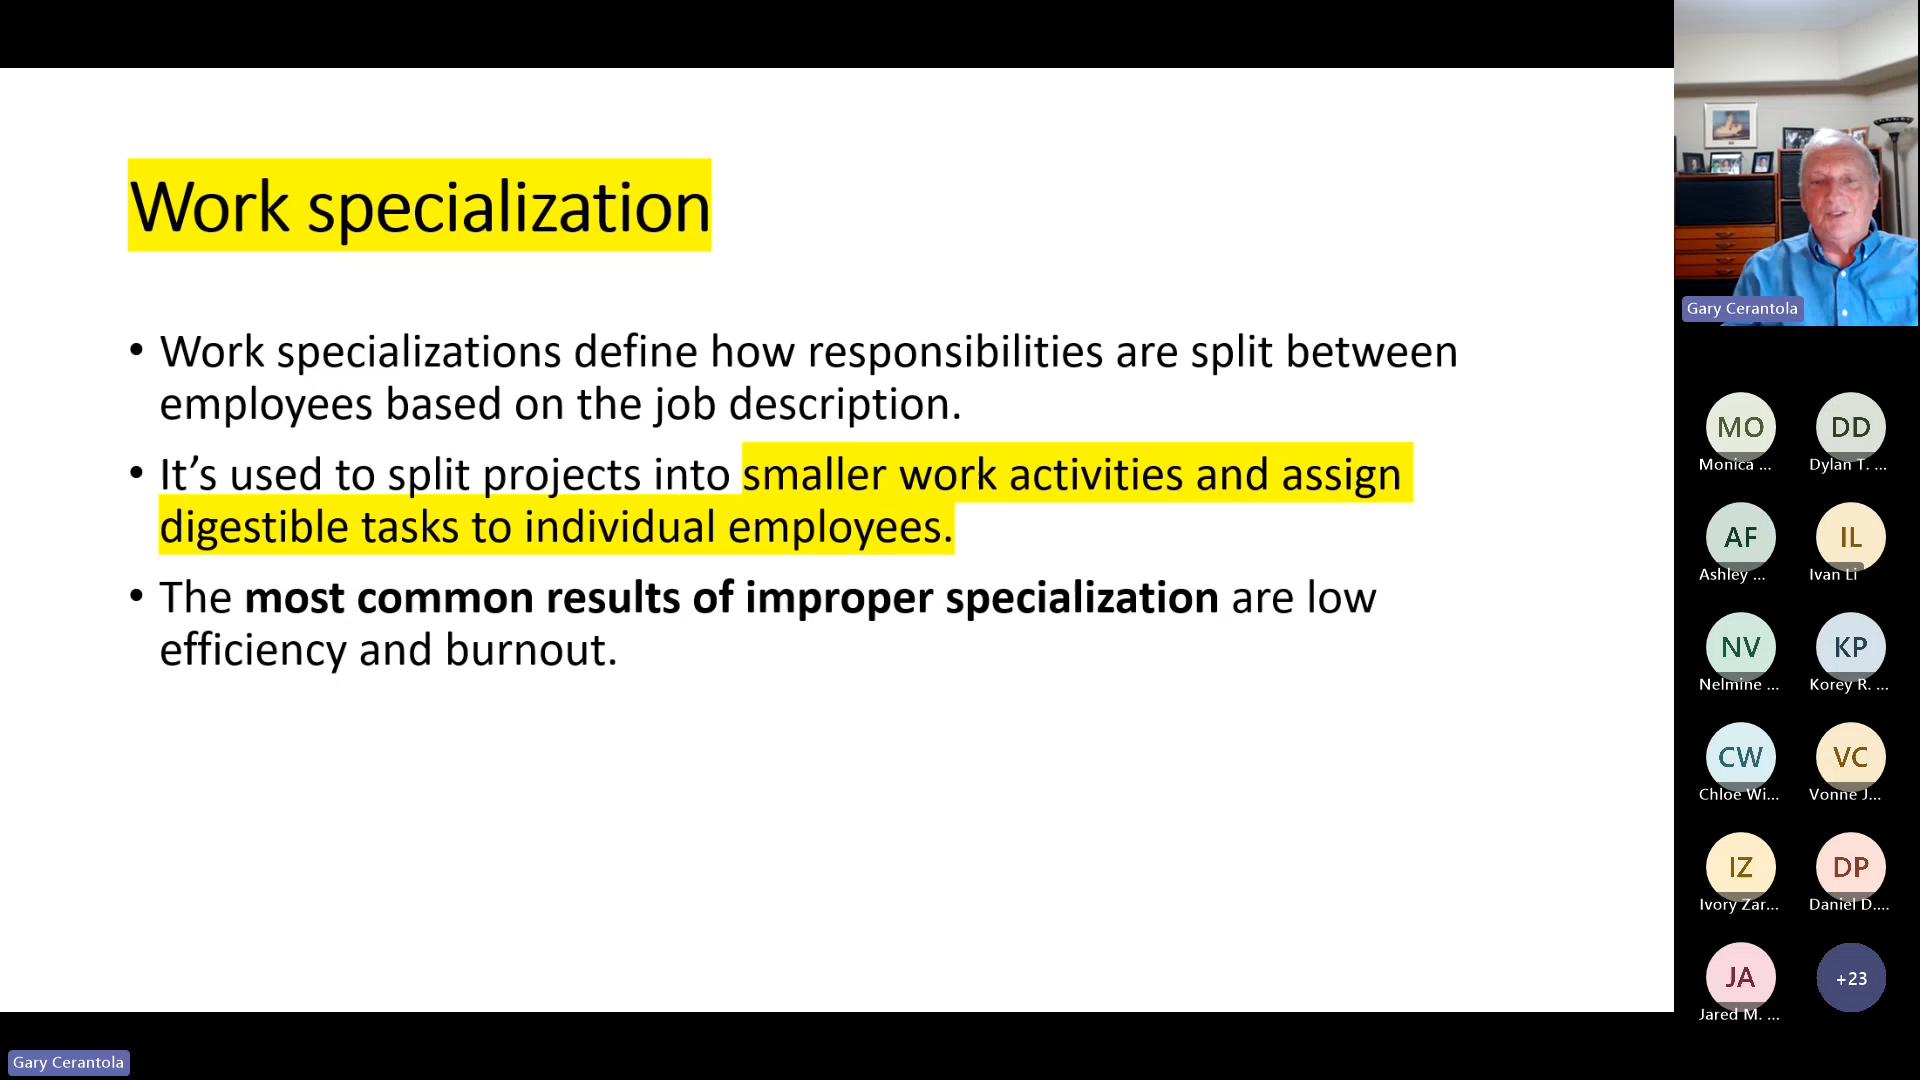 Work specialization
• Work specializations define how responsibilities are split between
employees based on the job description.
• It’s used to split projects into smaller work activities and assign
digestible tasks to individual employees.
• The most common results of improper specialization are low
efficiency and burnout.
Gary Cerantola
Gary Cerantola
MO
Monica ...
DD
Dylan T. ...
AF
Ashley ...
IL
Ivan Li
NV
Nelmine ...
KP
Korey R. ...
CW
Chloe Wi...
VC
Vonne J...
IZ
Ivory Zar...
DP
Daniel D....
JA
Jared M. ...
+23